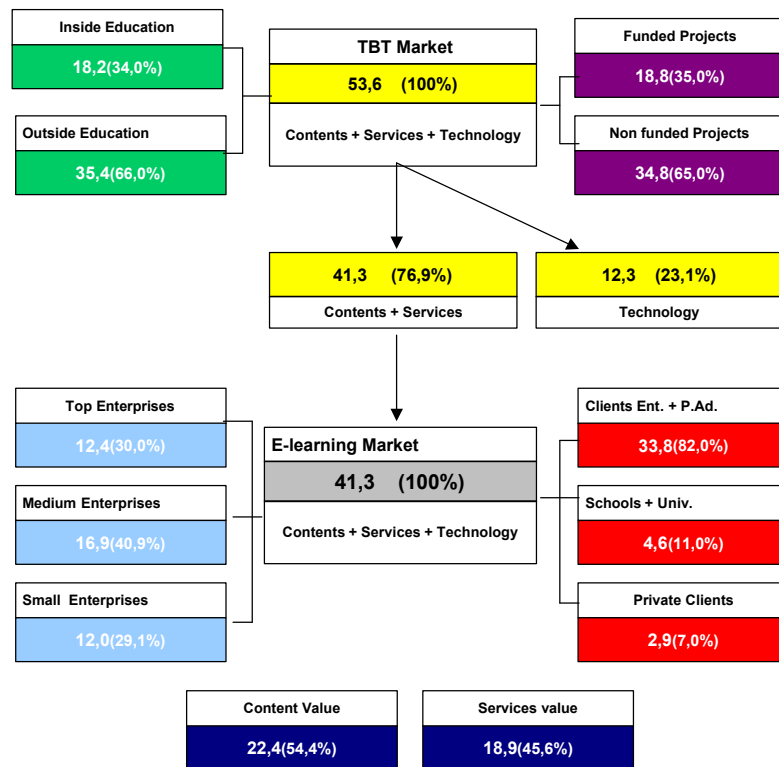 Inside Education
18,2(34,0%)
Outside Education
35,4(66,0%)
TBT Market
53,6 (100%)
Contents + Services + Technology
Funded Projects
18,8(35,0%)
Non funded Projects
34,8(65,0%)
41,3 (76,9%)
Contents + Services
12,3 (23,1%)
Technology
Top Enterprises
12,4(30,0%)
Medium Enterprises
16,9(40,9%)
Small Enterprises
12,0(29,1%)
E-learning Market
41,3 (100%)
Contents + Services + Technology
Clients Ent. + P.Ad.
33,8(82,0%)
Schools + Univ.
4,6(11,0%)
Private Clients
2,9(7,0%)
Content Value
22,4(54,4%)
Services value
18,9(45,6%)